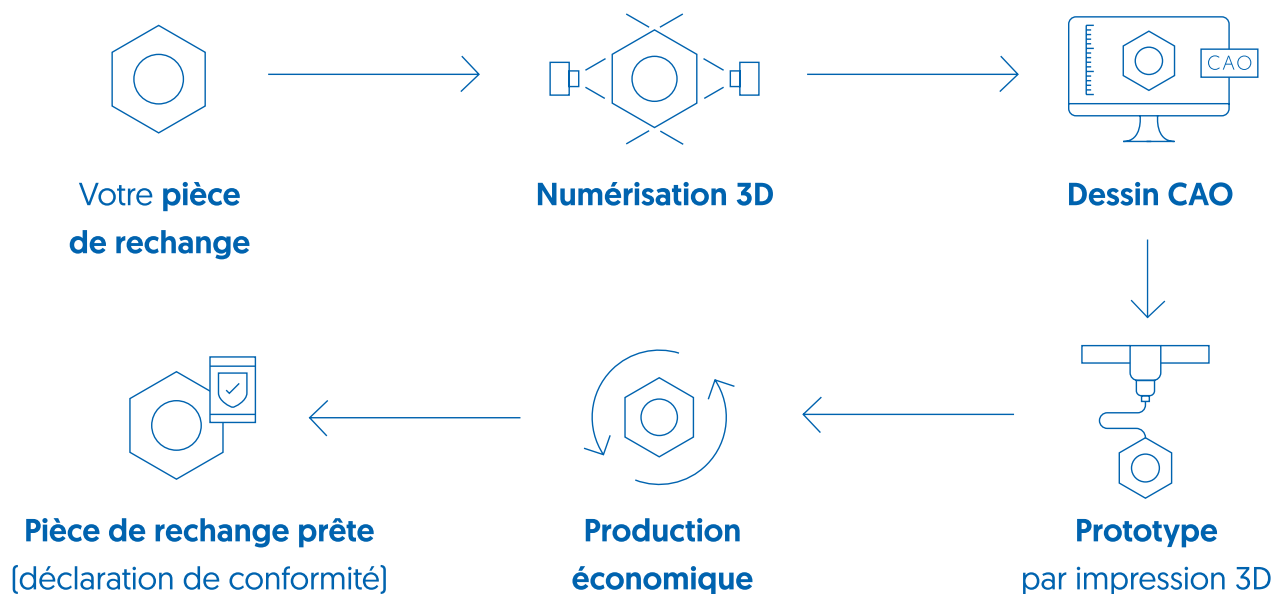 CAO
Votre pièce
de rechange
Numérisation 3D
Dessin CAO
Prototype
par impression 3D
Production
économique
Pièce de rechange prête
(déclaration de conformité)